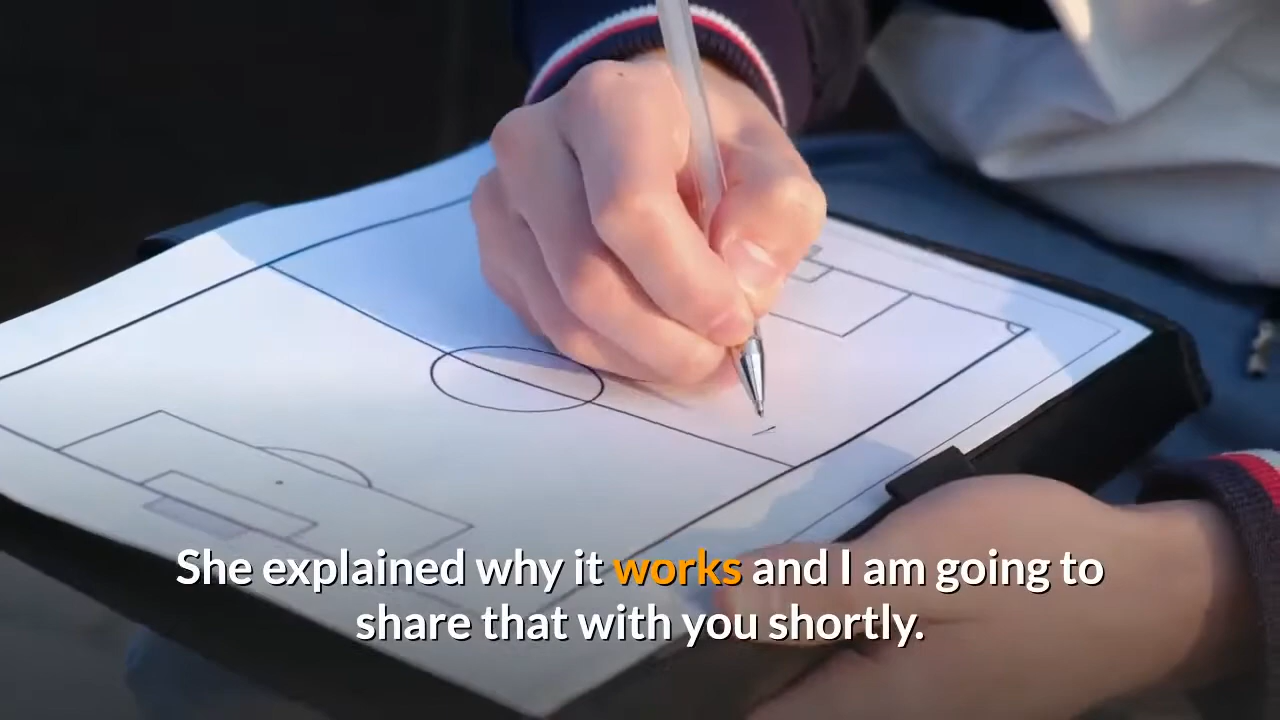 She explained why it works and I am going to
share that with you shortly.